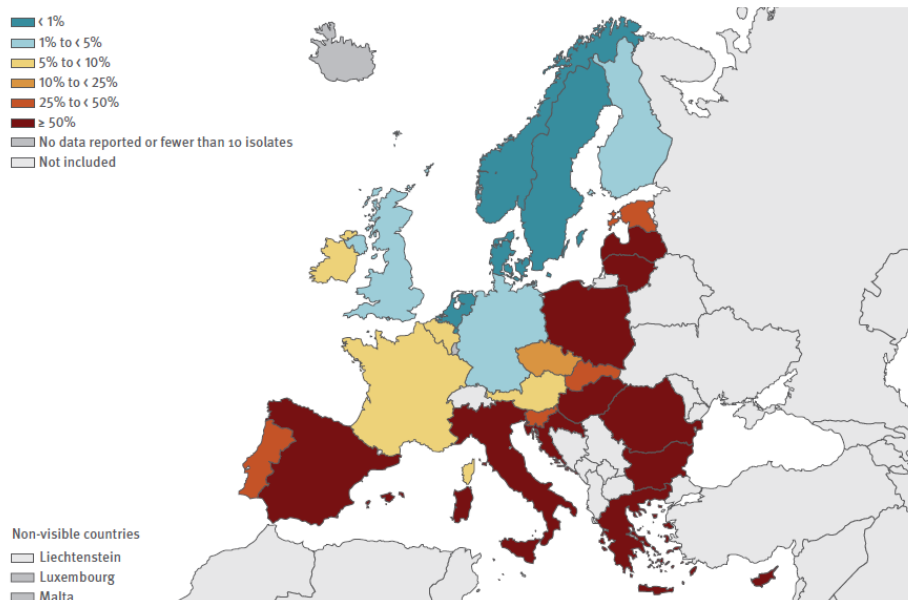 < 1%
1% to < 5%
5% to < 10%
10% to < 25%
25% to < 50%
≥ 50%
No data reported or fewer than 10 isolates
Not included
Non-visible countries
Liechtenstein
Luxembourg
Malta